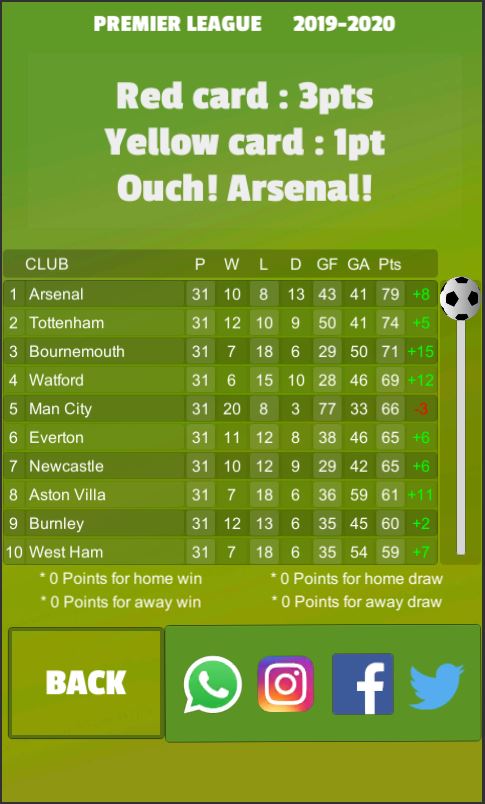 PREMIER LEAGUE 2019-2020
Red card : 3pts
Yellow card : 1pt
Ouch! Arsenal!
CLUB P W L D GF GA Pts
1 Arsenal 31 10 8 13 43 41 79 +8
2 Tottenham 31 12 10 9 50 41 74 +5
3 Bournemouth 31 7 18 6 29 50 71 +15
4 Watford 31 6 15 10 28 46 69 +12
5 Man City 31 20 8 3 77 33 66 -3
6 Everton 31 11 12 8 38 46 65 +6
7 Newcastle 31 10 12 9 29 42 65 +6
8 Aston Villa 31 7 18 6 36 59 61 +11
9 Burnley 31 12 13 6 35 45 60 +2
10 West Ham 31 7 18 6 35 54 59 +7
* 0 Points for home win * 0 Points for home draw
* 0 Points for away win * 0 Points for away draw
BACK